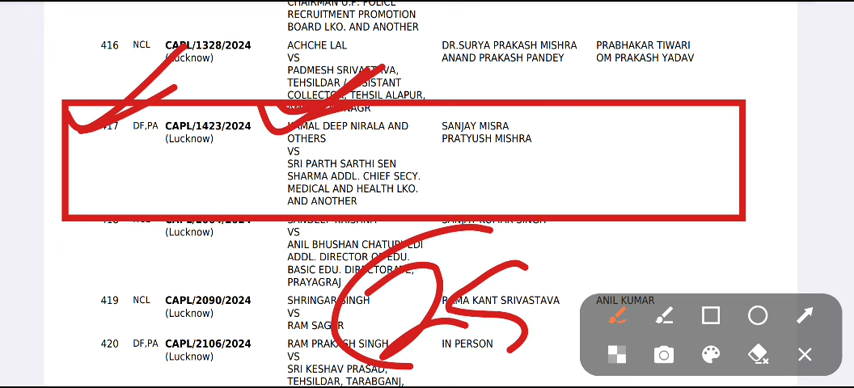 CHAIRMAN U.P. POLICE
RECRUITMENT PROMOTION
BOARD LKO. AND ANOTHER
416 NCL CAPL/1328/2024 ACHCHE LAL DR.SURYA PRAKASH MISHRA PRABHAKAR TIWARI
(Lucknow) VS ANAND PRAKASH PANDEY OM PRAKASH YADAV
PADMESH SRIVASTAVA,
TEHSILDAR / ASSISTANT
COLLECTOR, TEHSIL ALAPUR,
417 DF,PA CAPL/1423/2024 KAMAL DEEP NIRALA AND SANJAY MISRA
(Lucknow) OTHERS PRATYUSH MISHRA
VS
SRI PARTH SARTHI SEN
SHARMA ADDL. CHIEF SECY.
MEDICAL AND HEALTH LKO.
AND ANOTHER
(Lucknow) VS
ANIL BHUSHAN CHATURVEDI
ADDL. DIRECTOR OF EDU.
BASIC EDU. DIRECTORATE,
PRAYAGRAJ
419 NCL CAPL/2090/2024 SHRINGAR SINGH RAMA KANT SRIVASTAVA ANIL KUMAR
(Lucknow) VS
RAM SAGAR
420 DF,PA CAPL/2106/2024 RAM PRAKASH SINGH IN PERSON
(Lucknow) VS
SRI KESHAV PRASAD,
TEHSILDAR, TARABGANJ,
25